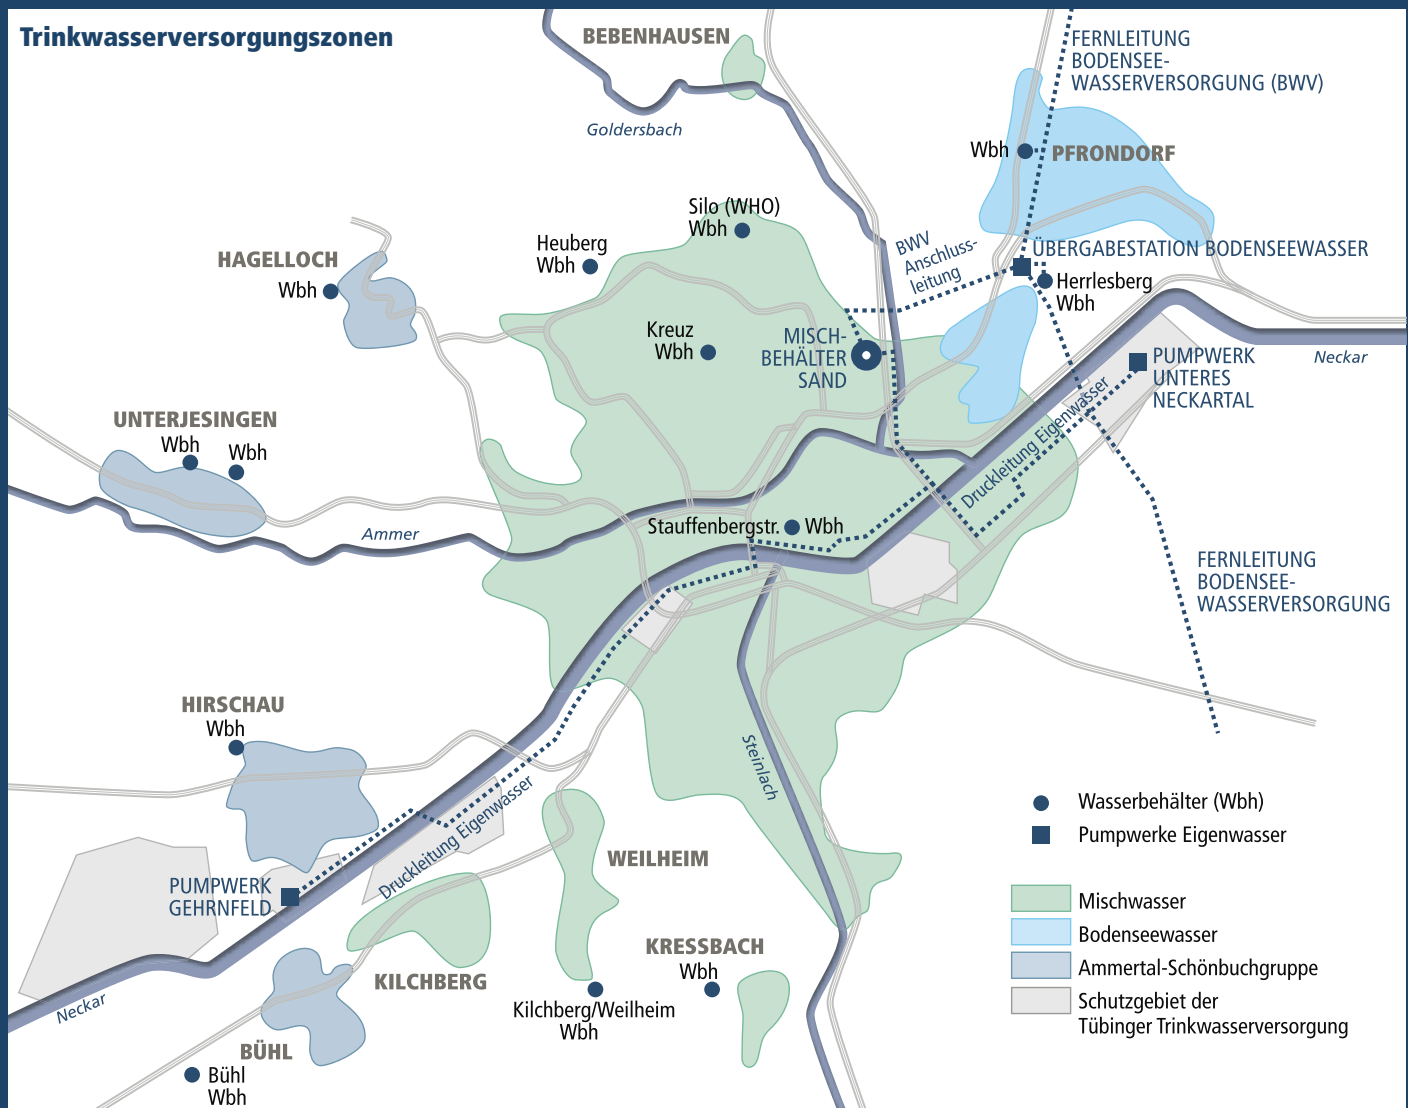 Trinkwasserversorgungszonen
BEBENHAUSEN
Goldersbach
FERNLEITUNG
BODENSEE-
WASSERVERSORGUNG (BWV)
Wbh
PFRONDORF
Silo (WHO)
Wbh
Heuberg
Wbh
HAGELLOCH
Wbh
BWV
Anschluss-
leitung
ÜBERGABESTATION BODENSEEWASSER
Herrlesberg
Wbh
Kreuz
Wbh
MISCH-
BEHÄLTER
SAND
PUMPWERK
UNTERES
NECKARTAL
Neckar
Druckleitung Eigenwasser
UNTERJESINGEN
Wbh
Wbh
Ammer
Stauffenbergstr.
Wbh
FERNLEITUNG
BODENSEE-
WASSERVERSORGUNG
HIRSCHAU
Wbh
Steinlach
Druckleitung Eigenwasser
PUMPWERK
GEHRNFELD
WEILHEIM
KILCHBERG
Kilchberg/Weilheim
Wbh
KRESSBACH
Wbh
Neckar
BÜHL
Bühl
Wbh
Wasserbehälter (Wbh)
Pumpwerke Eigenwasser
Mischwasser
Bodenseewasser
Ammertal-Schönbuchgruppe
Schutzgebiet der
Tübinger Trinkwasserversorgung